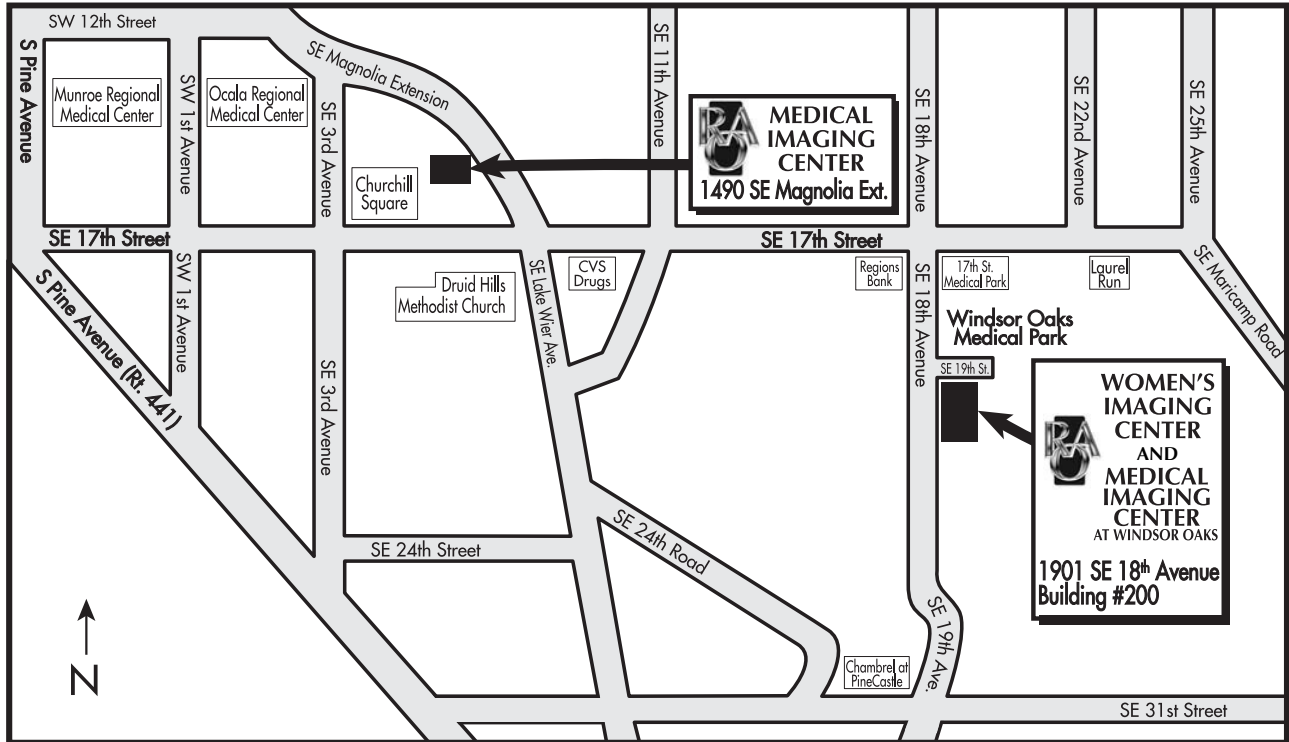 SW 12th Street
S Pine Avenue
Munroe Regional
Medical Center
SW 1st Avenue
Ocala Regional
Medical Center
SE 3rd Avenue
SE Magnolia Extension
Churchill
Square
SE 11th Avenue
RAO
MEDICAL
IMAGING
CENTER
1490 SE Magnolia Ext.
SE 18th Avenue
SE 22nd Avenue
SE 25th Avenue
SE 17th Street
SE 17th Street
S Pine Avenue (Rt. 441)
SW 1st Avenue
SE 3rd Avenue
Druid Hills
Methodist Church
SE Lake Wier Ave.
CVS
Drugs
Regions
Bank
SE 18th Avenue
17th St.
Medical Park
Laurel
Run
SE Maricamp Road
Windsor Oaks
Medical Park
SE 19th St.
RAO
WOMEN'S
IMAGING
CENTER
AND
MEDICAL
IMAGING
CENTER
AT WINDSOR OAKS
1901 SE 18th Avenue
Building #200
SE 24th Street
SE 24th Road
SE 19th Ave.
Chambrel at
PineCastle
SE 31st Street
N